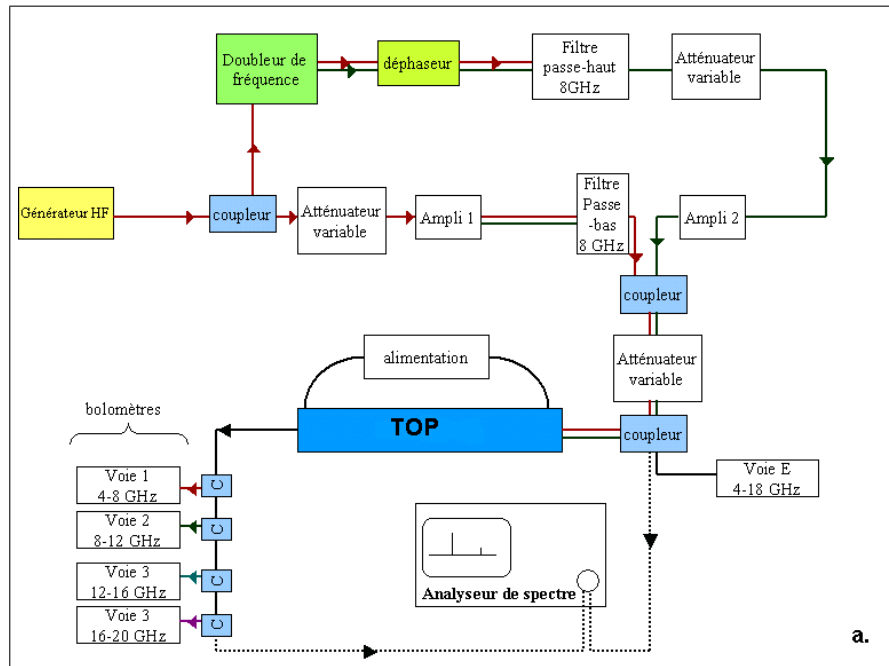 Doubleur de
fréquence
déphaseur
Filtre
passe-haut
8GHz
Atténuateur
variable
Générateur HF
coupleur
Atténuateur
variable
Ampli 1
Filtre
Passe
-bas
8 GHz
Ampli 2
coupleur
alimentation
Atténuateur
variable
bolomètres
TOP
coupleur
Voie 1
4-8 GHz
C
Voie E
4-18 GHz
Voie 2
8-12 GHz
C
Voie 3
12-16 GHz
C
Analyseur de spectre
Voie 3
16-20 GHz
C
a.